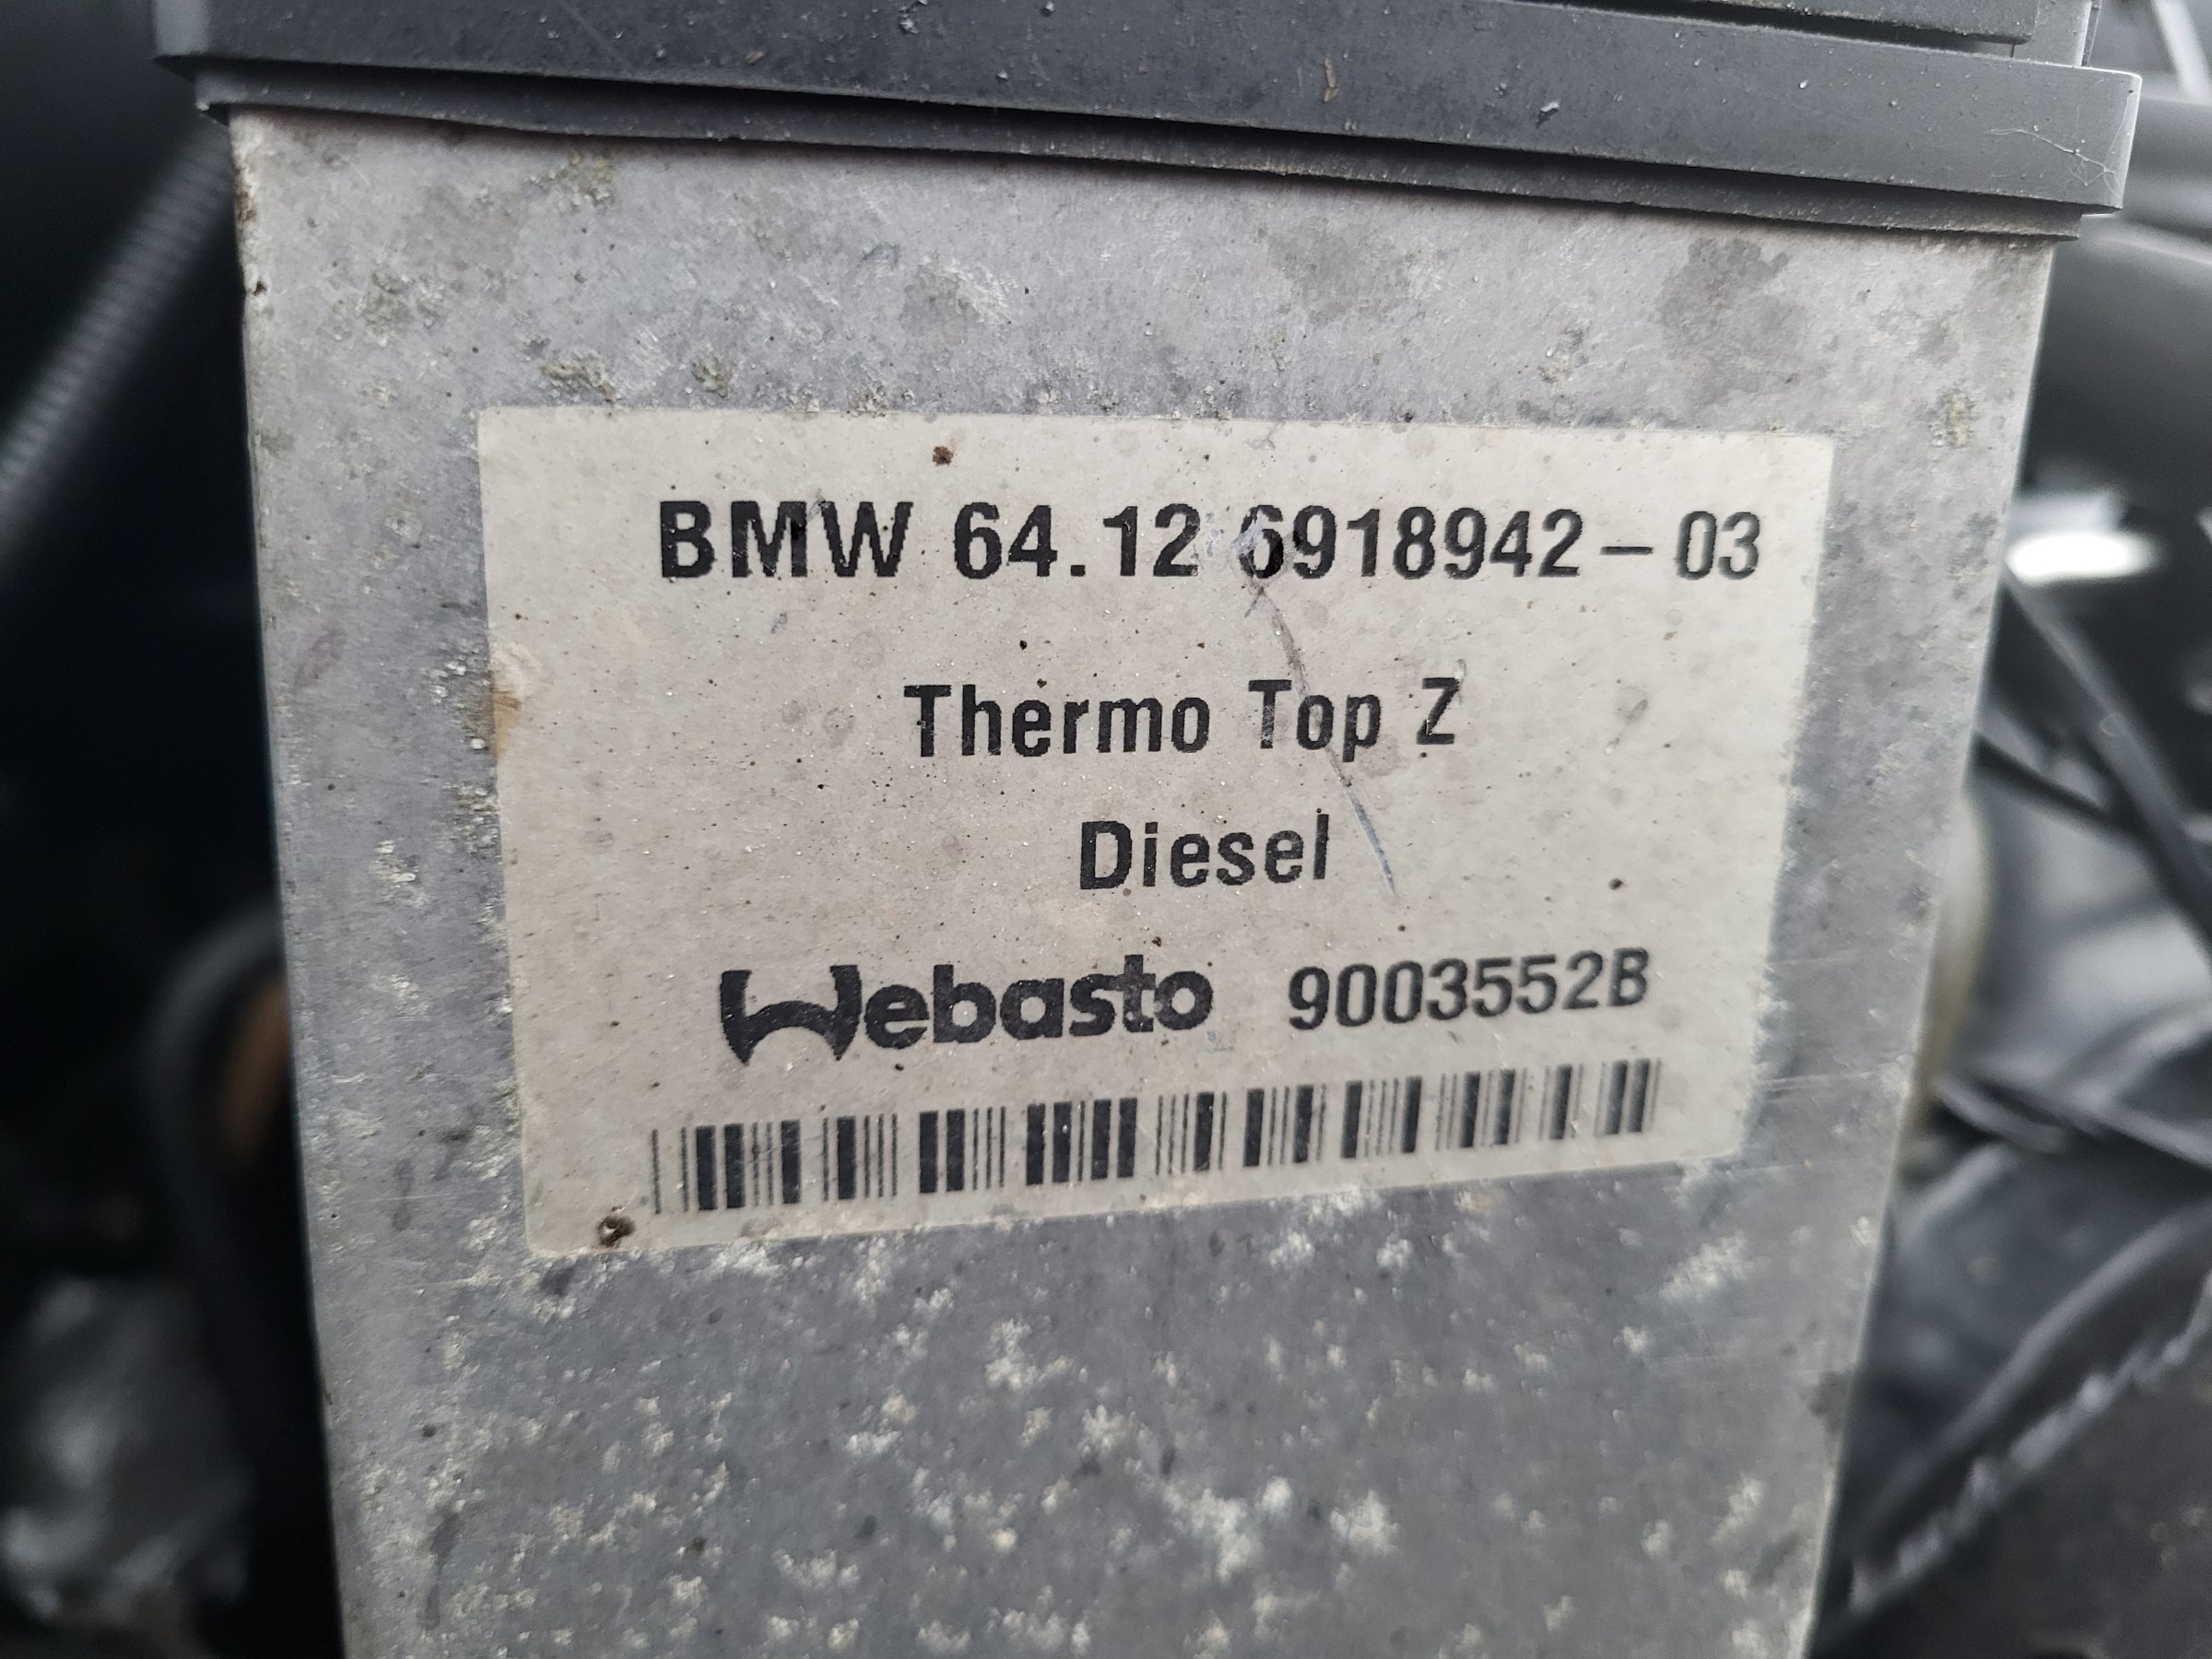 BMW 64.12 6918942-03
Thermo Top Z
Diesel
Webasto 9003552B